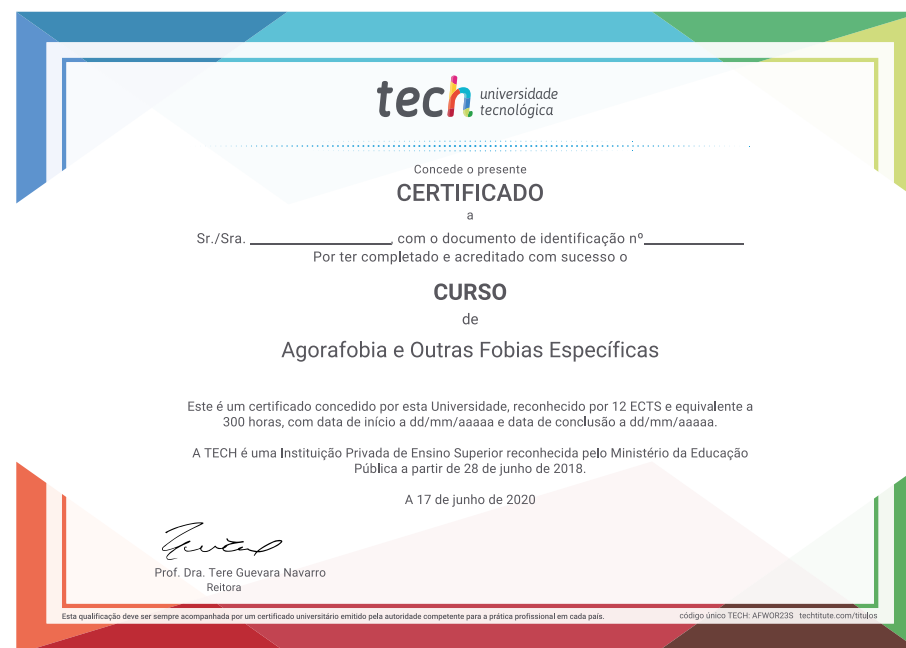 tech universidade
tecnológica
Concede o presente
CERTIFICADO
a
Sr./Sra. , com o documento de identificação nº
Por ter completado e acreditado com sucesso o
CURSO
de
Agorafobia e Outras Fobias Específicas
Este é um certificado concedido por esta Universidade, reconhecido por 12 ECTS e equivalente a
300 horas, com data de início a dd/mm/aaaaa e data de conclusão a dd/mm/aaaaa.
A TECH é uma Instituição Privada de Ensino Superior reconhecida pelo Ministério da Educação
Pública a partir de 28 de junho de 2018.
A 17 de junho de 2020
Prof. Dra. Tere Guevara Navarro
Reitora
Esta qualificação deve ser sempre acompanhada por um certificado universitário emitido pela autoridade competente para a prática profissional em cada país. código único TECH: AFWOR23S techtitute.com/titulos